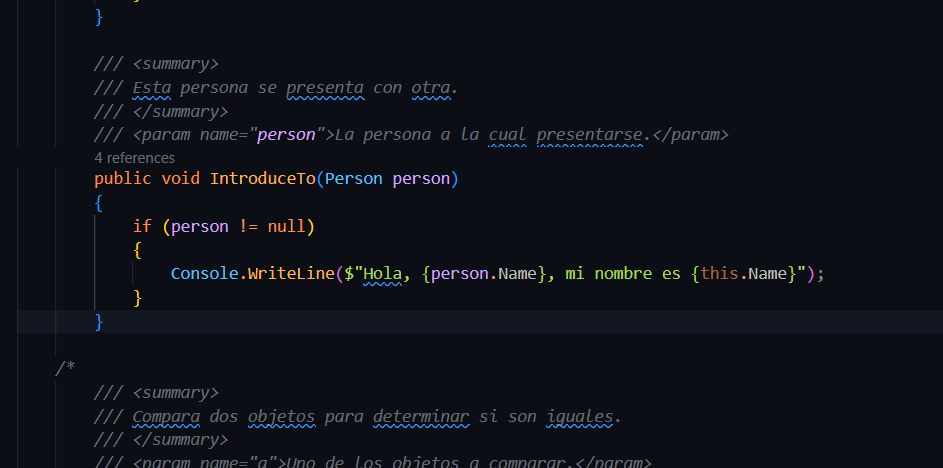 }
/// <summary>
/// Esta persona se presenta con otra.
/// </summary>
/// <param name="person">La persona a la cual presentarse.</param>
4 references
public void IntroduceTo(Person person)
{
if (person != null)
{
Console.WriteLine($"Hola, {person.Name}, mi nombre es {this.Name}");
}
}
/*
/// <summary>
/// Compara dos objetos para determinar si son iguales.
/// </summary>
/// <param name="a">Uno de los objetos a comparar.</param>